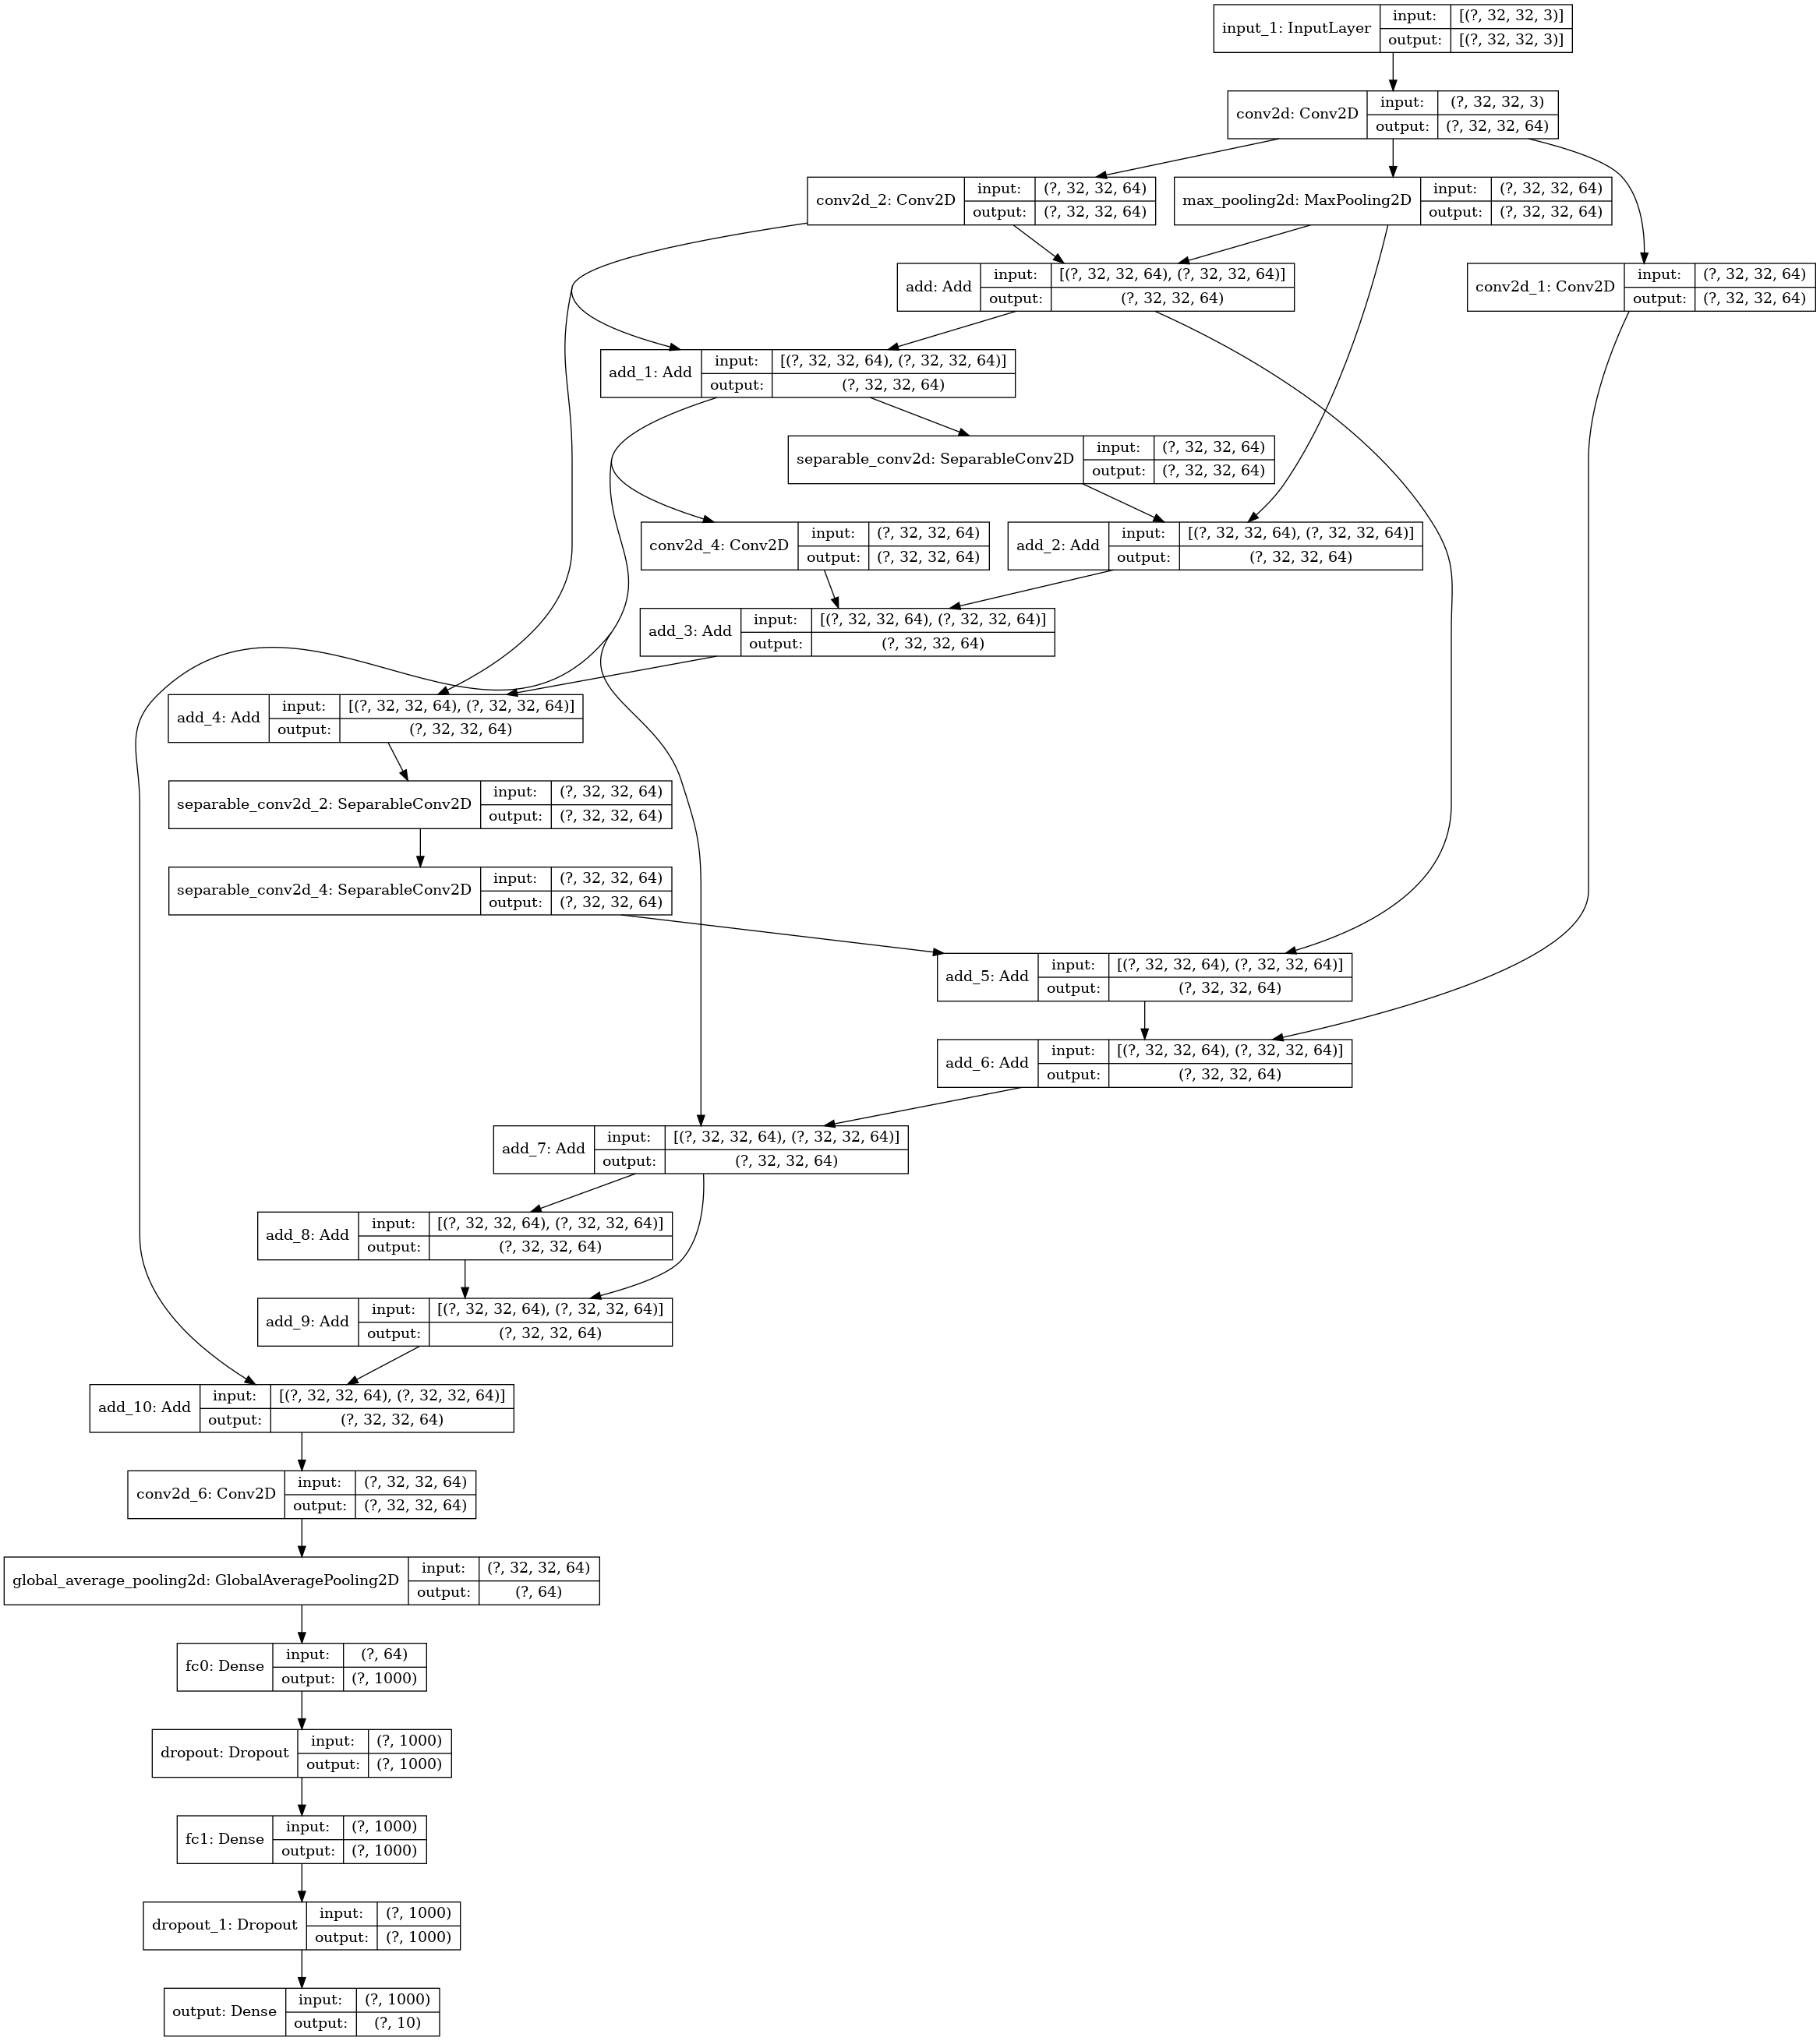 input_1: InputLayer
input: [(?, 32, 32, 3)]
output: [(?, 32, 32, 3)]
conv2d: Conv2D
input: (?, 32, 32, 3)
output: (?, 32, 32, 64)
conv2d_2: Conv2D
input: (?, 32, 32, 64)
output: (?, 32, 32, 64)
max_pooling2d: MaxPooling2D
input: (?, 32, 32, 64)
output: (?, 32, 32, 64)
add: Add
input: [(?, 32, 32, 64), (?, 32, 32, 64)]
output: (?, 32, 32, 64)
conv2d_1: Conv2D
input: (?, 32, 32, 64)
output: (?, 32, 32, 64)
add_1: Add
input: [(?, 32, 32, 64), (?, 32, 32, 64)]
output: (?, 32, 32, 64)
separable_conv2d: SeparableConv2D
input: (?, 32, 32, 64)
output: (?, 32, 32, 64)
conv2d_4: Conv2D
input: (?, 32, 32, 64)
output: (?, 32, 32, 64)
add_2: Add
input: [(?, 32, 32, 64), (?, 32, 32, 64)]
output: (?, 32, 32, 64)
add_3: Add
input: [(?, 32, 32, 64), (?, 32, 32, 64)]
output: (?, 32, 32, 64)
add_4: Add
input: [(?, 32, 32, 64), (?, 32, 32, 64)]
output: (?, 32, 32, 64)
separable_conv2d_2: SeparableConv2D
input: (?, 32, 32, 64)
output: (?, 32, 32, 64)
separable_conv2d_4: SeparableConv2D
input: (?, 32, 32, 64)
output: (?, 32, 32, 64)
add_5: Add
input: [(?, 32, 32, 64), (?, 32, 32, 64)]
output: (?, 32, 32, 64)
add_6: Add
input: [(?, 32, 32, 64), (?, 32, 32, 64)]
output: (?, 32, 32, 64)
add_7: Add
input: [(?, 32, 32, 64), (?, 32, 32, 64)]
output: (?, 32, 32, 64)
add_8: Add
input: [(?, 32, 32, 64), (?, 32, 32, 64)]
output: (?, 32, 32, 64)
add_9: Add
input: [(?, 32, 32, 64), (?, 32, 32, 64)]
output: (?, 32, 32, 64)
add_10: Add
input: [(?, 32, 32, 64), (?, 32, 32, 64)]
output: (?, 32, 32, 64)
conv2d_6: Conv2D
input: (?, 32, 32, 64)
output: (?, 32, 32, 64)
global_average_pooling2d: GlobalAveragePooling2D
input: (?, 32, 32, 64)
output: (?, 64)
fc0: Dense
input: (?, 64)
output: (?, 1000)
dropout: Dropout
input: (?, 1000)
output: (?, 1000)
fc1: Dense
input: (?, 1000)
output: (?, 1000)
dropout_1: Dropout
input: (?, 1000)
output: (?, 1000)
output: Dense
input: (?, 1000)
output: (?, 10)